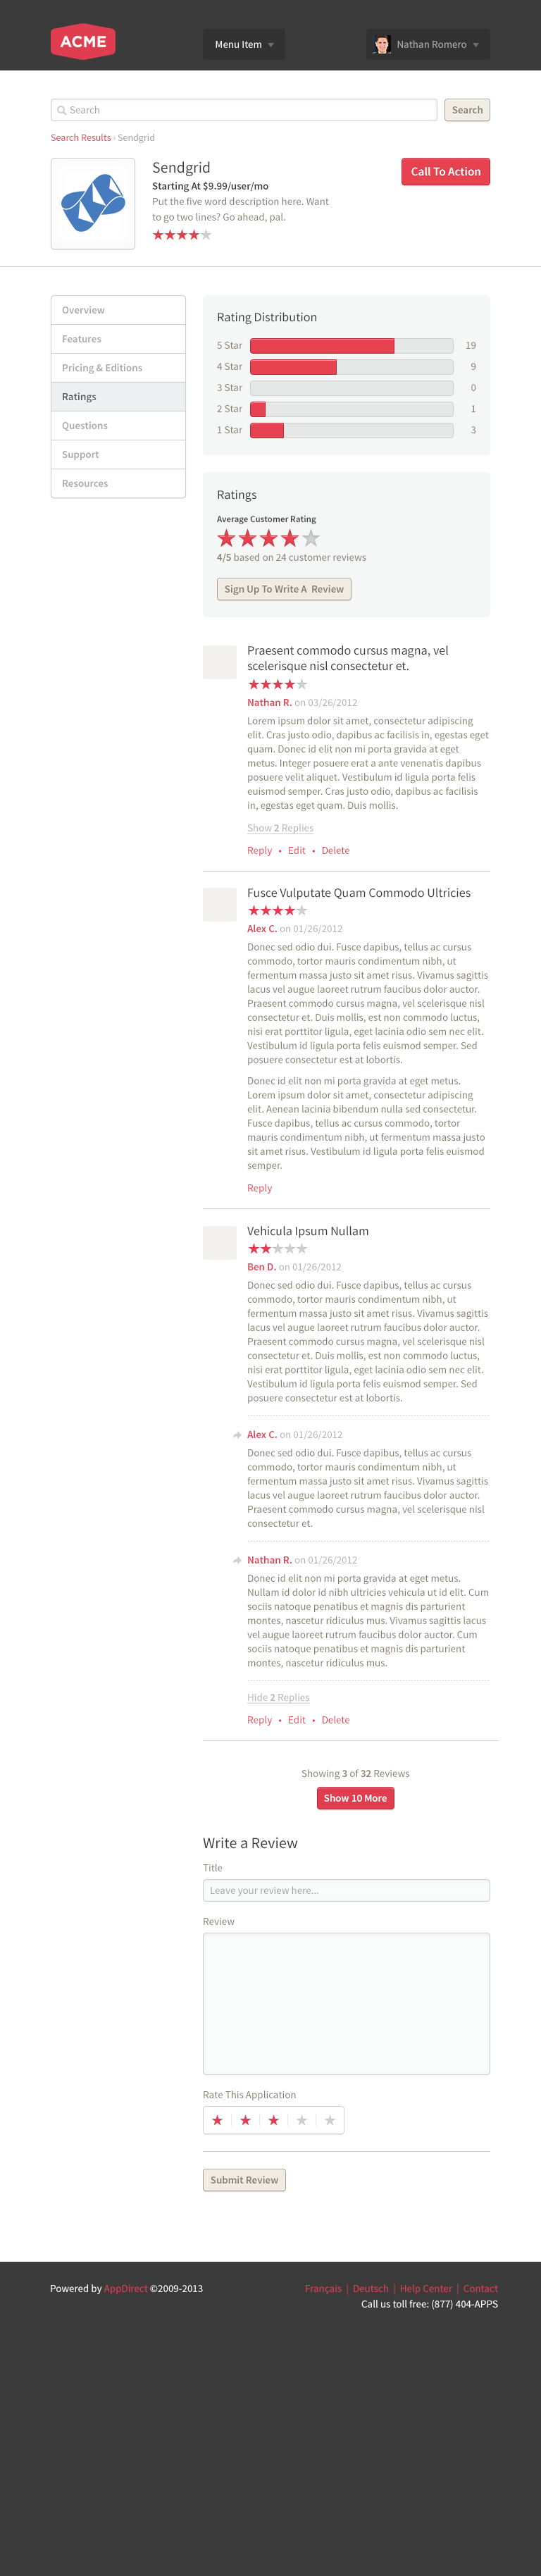 ACME
Menu Item
Nathan Romero
Search
Search
Search Results › Sendgrid
Sendgrid
Starting At $9.99/user/mo
Put the five word description here. Want
to go two lines? Go ahead, pal.
Call To Action
Overview
Features
Pricing & Editions
Ratings
Questions
Support
Resources
Rating Distribution
5 Star 19
4 Star 9
3 Star 0
2 Star 1
1 Star 3
Ratings
Average Customer Rating
4/5 based on 24 customer reviews
Sign Up To Write A Review
Praesent commodo cursus magna, vel
scelerisque nisl consectetur et.
Nathan R. on 03/26/2012
Lorem ipsum dolor sit amet, consectetur adipiscing
elit. Cras justo odio, dapibus ac facilisis in, egestas eget
quam. Donec id elit non mi porta gravida at eget
metus. Integer posuere erat a ante venenatis dapibus
posuere velit aliquet. Vestibulum id ligula porta felis
euismod semper. Cras justo odio, dapibus ac facilisis
in, egestas eget quam. Duis mollis.
Show 2 Replies
Reply • Edit • Delete
Fusce Vulputate Quam Commodo Ultricies
Alex C. on 01/26/2012
Donec sed odio dui. Fusce dapibus, tellus ac cursus
commodo, tortor mauris condimentum nibh, ut
fermentum massa justo sit amet risus. Vivamus sagittis
lacus vel augue laoreet rutrum faucibus dolor auctor.
Praesent commodo cursus magna, vel scelerisque nisl
consectetur et. Duis mollis, est non commodo luctus,
nisi erat porttitor ligula, eget lacinia odio sem nec elit.
Vestibulum id ligula porta felis euismod semper. Sed
posuere consectetur est at lobortis.
Donec id elit non mi porta gravida at eget metus.
Lorem ipsum dolor sit amet, consectetur adipiscing
elit. Aenean lacinia bibendum nulla sed consectetur.
Fusce dapibus, tellus ac cursus commodo, tortor
mauris condimentum nibh, ut fermentum massa justo
sit amet risus. Vestibulum id ligula porta felis euismod
semper.
Reply
Vehicula Ipsum Nullam
Ben D. on 01/26/2012
Donec sed odio dui. Fusce dapibus, tellus ac cursus
commodo, tortor mauris condimentum nibh, ut
fermentum massa justo sit amet risus. Vivamus sagittis
lacus vel augue laoreet rutrum faucibus dolor auctor.
Praesent commodo cursus magna, vel scelerisque nisl
consectetur et. Duis mollis, est non commodo luctus,
nisi erat porttitor ligula, eget lacinia odio sem nec elit.
Vestibulum id ligula porta felis euismod semper. Sed
posuere consectetur est at lobortis.
Alex C. on 01/26/2012
Donec sed odio dui. Fusce dapibus, tellus ac cursus
commodo, tortor mauris condimentum nibh, ut
fermentum massa justo sit amet risus. Vivamus sagittis
lacus vel augue laoreet rutrum faucibus dolor auctor.
Praesent commodo cursus magna, vel scelerisque nisl
consectetur et.
Nathan R. on 01/26/2012
Donec id elit non mi porta gravida at eget metus.
Nullam id dolor id nibh ultricies vehicula ut id elit. Cum
sociis natoque penatibus et magnis dis parturient
montes, nascetur ridiculus mus. Vivamus sagittis lacus
vel augue laoreet rutrum faucibus dolor auctor. Cum
sociis natoque penatibus et magnis dis parturient
montes, nascetur ridiculus mus.
Hide 2 Replies
Reply • Edit • Delete
Showing 3 of 32 Reviews
Show 10 More
Write a Review
Title
Leave your review here...
Review
Rate This Application
Submit Review
Powered by AppDirect ©2009-2013
Français | Deutsch | Help Center | Contact
Call us toll free: (877) 404-APPS